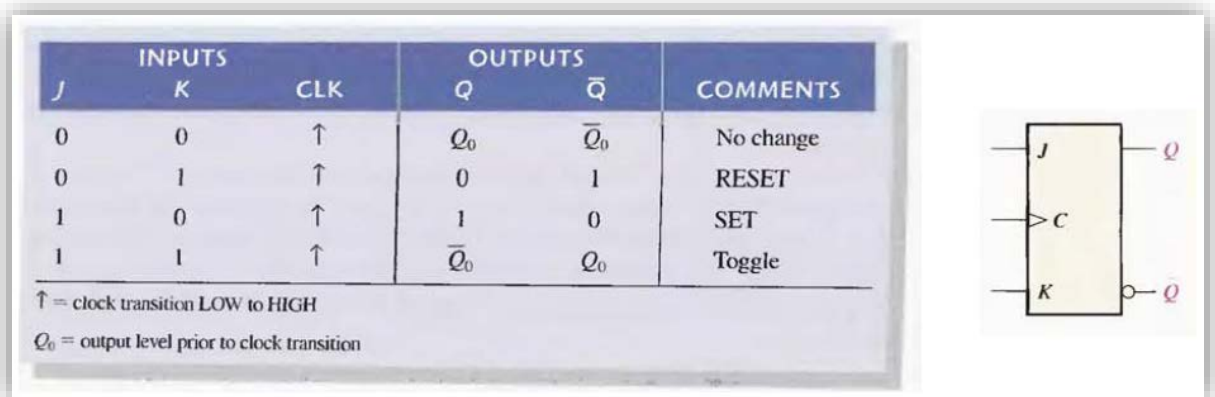 INPUTS OUTPUTS
J K CLK Q Q̅ COMMENTS
0 0 ↑ Q₀ Q̅₀ No change
0 1 ↑ 0 1 RESET
1 0 ↑ 1 0 SET
1 1 ↑ Q̅₀ Q₀ Toggle
↑ = clock transition LOW to HIGH
Q₀ = output level prior to clock transition
J Q
C
K Q